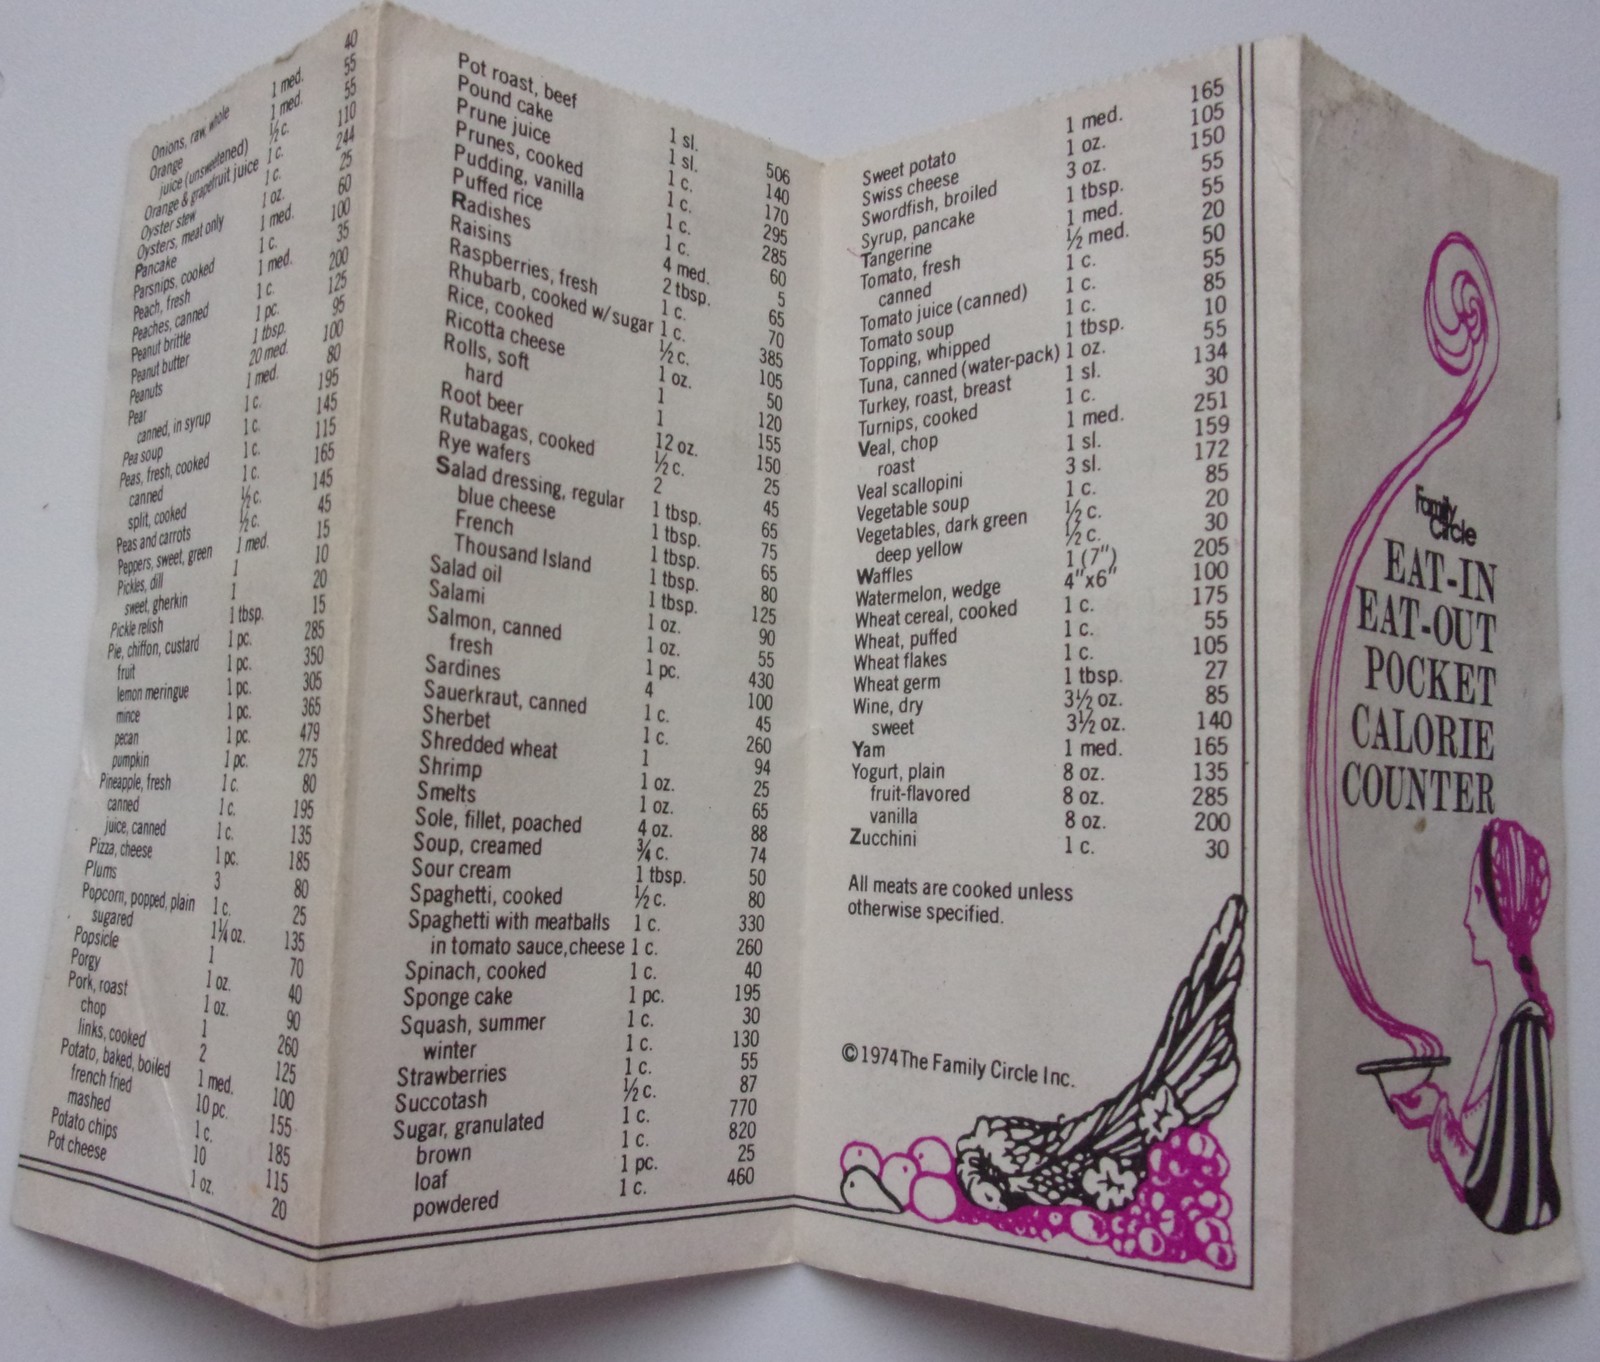 Onions, raw, whole 1 med. 40
Orange 1 med. 55
juice (unsweetened) ½ c. 55
Orange & grapefruit juice 1 c. 110
Oyster stew 1 c. 244
Oysters, meat only 1 oz. 25
Pancake 1 med. 60
Parsnips, cooked 1 c. 100
Peach, fresh 1 med. 35
Peaches, canned 1 c. 200
Peanut brittle 1 pc. 125
Peanut butter 1 tbsp. 95
Peanuts 20 med. 100
Pear 1 med. 80
canned, in syrup 1 c. 195
Pea soup 1 c. 145
Peas, fresh, cooked 1 c. 115
canned 1 c. 165
split, cooked ½ c. 145
Peas and carrots ½ c. 45
Peppers, sweet, green 1 med. 15
Pickles, dill 1 10
sweet, gherkin 1 20
Pickle relish 1 tbsp. 15
Pie, chiffon, custard 1 pc. 285
fruit 1 pc. 350
lemon meringue 1 pc. 305
mince 1 pc. 365
pecan 1 pc. 479
pumpkin 1 pc. 275
Pineapple, fresh 1 c. 80
canned 1 c. 195
juice, canned 1 c. 135
Pizza, cheese 1 pc. 185
Plums 3 80
Popcorn, popped, plain 1 c. 25
sugared 1¼ oz. 135
Popsicle 1 70
Porgy 1 oz. 40
Pork, roast 1 oz. 90
chop 1 260
links, cooked 2 125
Potato, baked, boiled 1 med. 100
french fried 10 pc. 155
mashed 1 c. 185
Potato chips 10 115
Pot cheese 1 oz. 20
Pot roast, beef 1 sl. 506
Pound cake 1 sl. 140
Prune juice 1 c. 170
Prunes, cooked 1 c. 295
Pudding, vanilla 1 c. 285
Puffed rice 1 c. 60
Radishes 4 med. 5
Raisins 2 tbsp. 65
Raspberries, fresh 1 c. 70
Rhubarb, cooked w/sugar 1 c. 385
Rice, cooked ½ c. 105
Ricotta cheese 1 oz. 50
Rolls, soft 1 120
hard 1 155
Root beer 12 oz. 150
Rutabagas, cooked ½ c. 25
Rye wafers 2 45
Salad dressing, regular 1 tbsp. 65
blue cheese 1 tbsp. 75
French 1 tbsp. 65
Thousand Island 1 tbsp. 80
Salad oil 1 tbsp. 125
Salami 1 oz. 90
Salmon, canned 1 oz. 55
fresh 1 pc. 430
Sardines 4 100
Sauerkraut, canned 1 c. 45
Sherbet 1 c. 260
Shredded wheat 1 94
Shrimp 1 oz. 25
Smelts 1 oz. 65
Sole, fillet, poached 4 oz. 88
Soup, creamed ¾ c. 74
Sour cream 1 tbsp. 50
Spaghetti, cooked ½ c. 80
Spaghetti with meatballs 1 c. 330
in tomato sauce,cheese 1 c. 260
Spinach, cooked 1 c. 40
Sponge cake 1 pc. 195
Squash, summer 1 c. 30
winter 1 c. 130
Strawberries 1 c. 55
Succotash ½ c. 87
Sugar, granulated 1 c. 770
brown 1 c. 820
loaf 1 pc. 25
powdered 1 c. 460
Sweet potato 1 med. 165
Swiss cheese 1 oz. 105
Swordfish, broiled 3 oz. 150
Syrup, pancake 1 tbsp. 55
Tangerine 1 med. 55
Tomato, fresh ½ med. 20
canned 1 c. 50
Tomato juice (canned) 1 c. 55
Tomato soup 1 c. 85
Topping, whipped 1 tbsp. 10
Tuna, canned (water-pack) 1 oz. 55
Turkey, roast, breast 1 sl. 134
Turnips, cooked 1 c. 30
Veal, chop 1 med. 251
roast 1 sl. 159
Veal scallopini 3 sl. 172
Vegetable soup 1 c. 85
Vegetables, dark green ½ c. 20
deep yellow ½ c. 30
Waffles 1 (7") 205
Watermelon, wedge 4"x6" 100
Wheat cereal, cooked 1 c. 175
Wheat, puffed 1 c. 55
Wheat flakes 1 c. 105
Wheat germ 1 tbsp. 27
Wine, dry 3½ oz. 85
sweet 3½ oz. 140
Yam 1 med. 165
Yogurt, plain 8 oz. 135
fruit-flavored 8 oz. 285
vanilla 8 oz. 200
Zucchini 1 c. 30
All meats are cooked unless
otherwise specified.
©1974 The Family Circle Inc.
Family
Circle
EAT-IN
EAT-OUT
POCKET
CALORIE
COUNTER